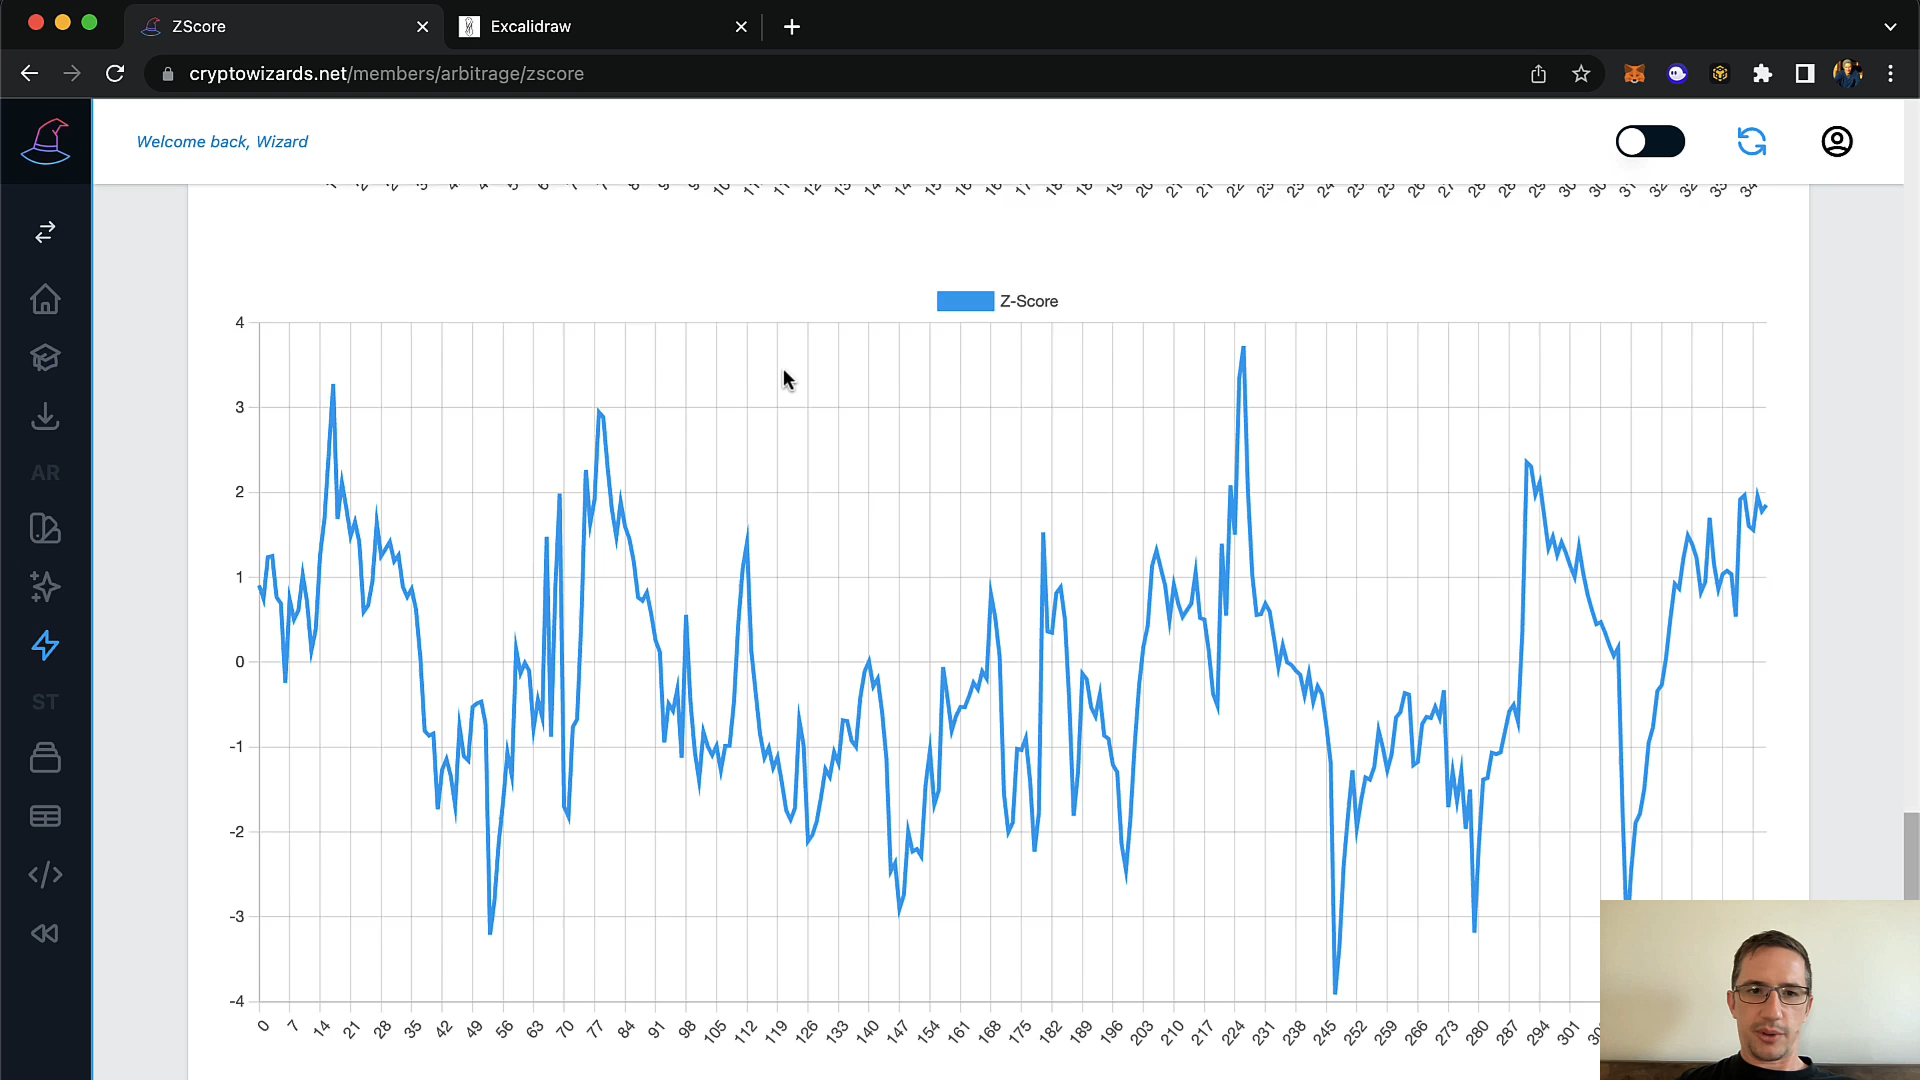 ZScore
Excalidraw
cryptowizards.net/members/arbitrage/zscore
Welcome back, Wizard
Z-Score
4
3
2
1
0
-1
-2
-3
-4
0 7 14 21 28 35 42 49 56 63 70 77 84 91 98 105 112 119 126 133 140 147 154 161 168 175 182 189 196 203 210 217 224 231 238 245 252 259 266 273 280 287 294 301
AR
ST